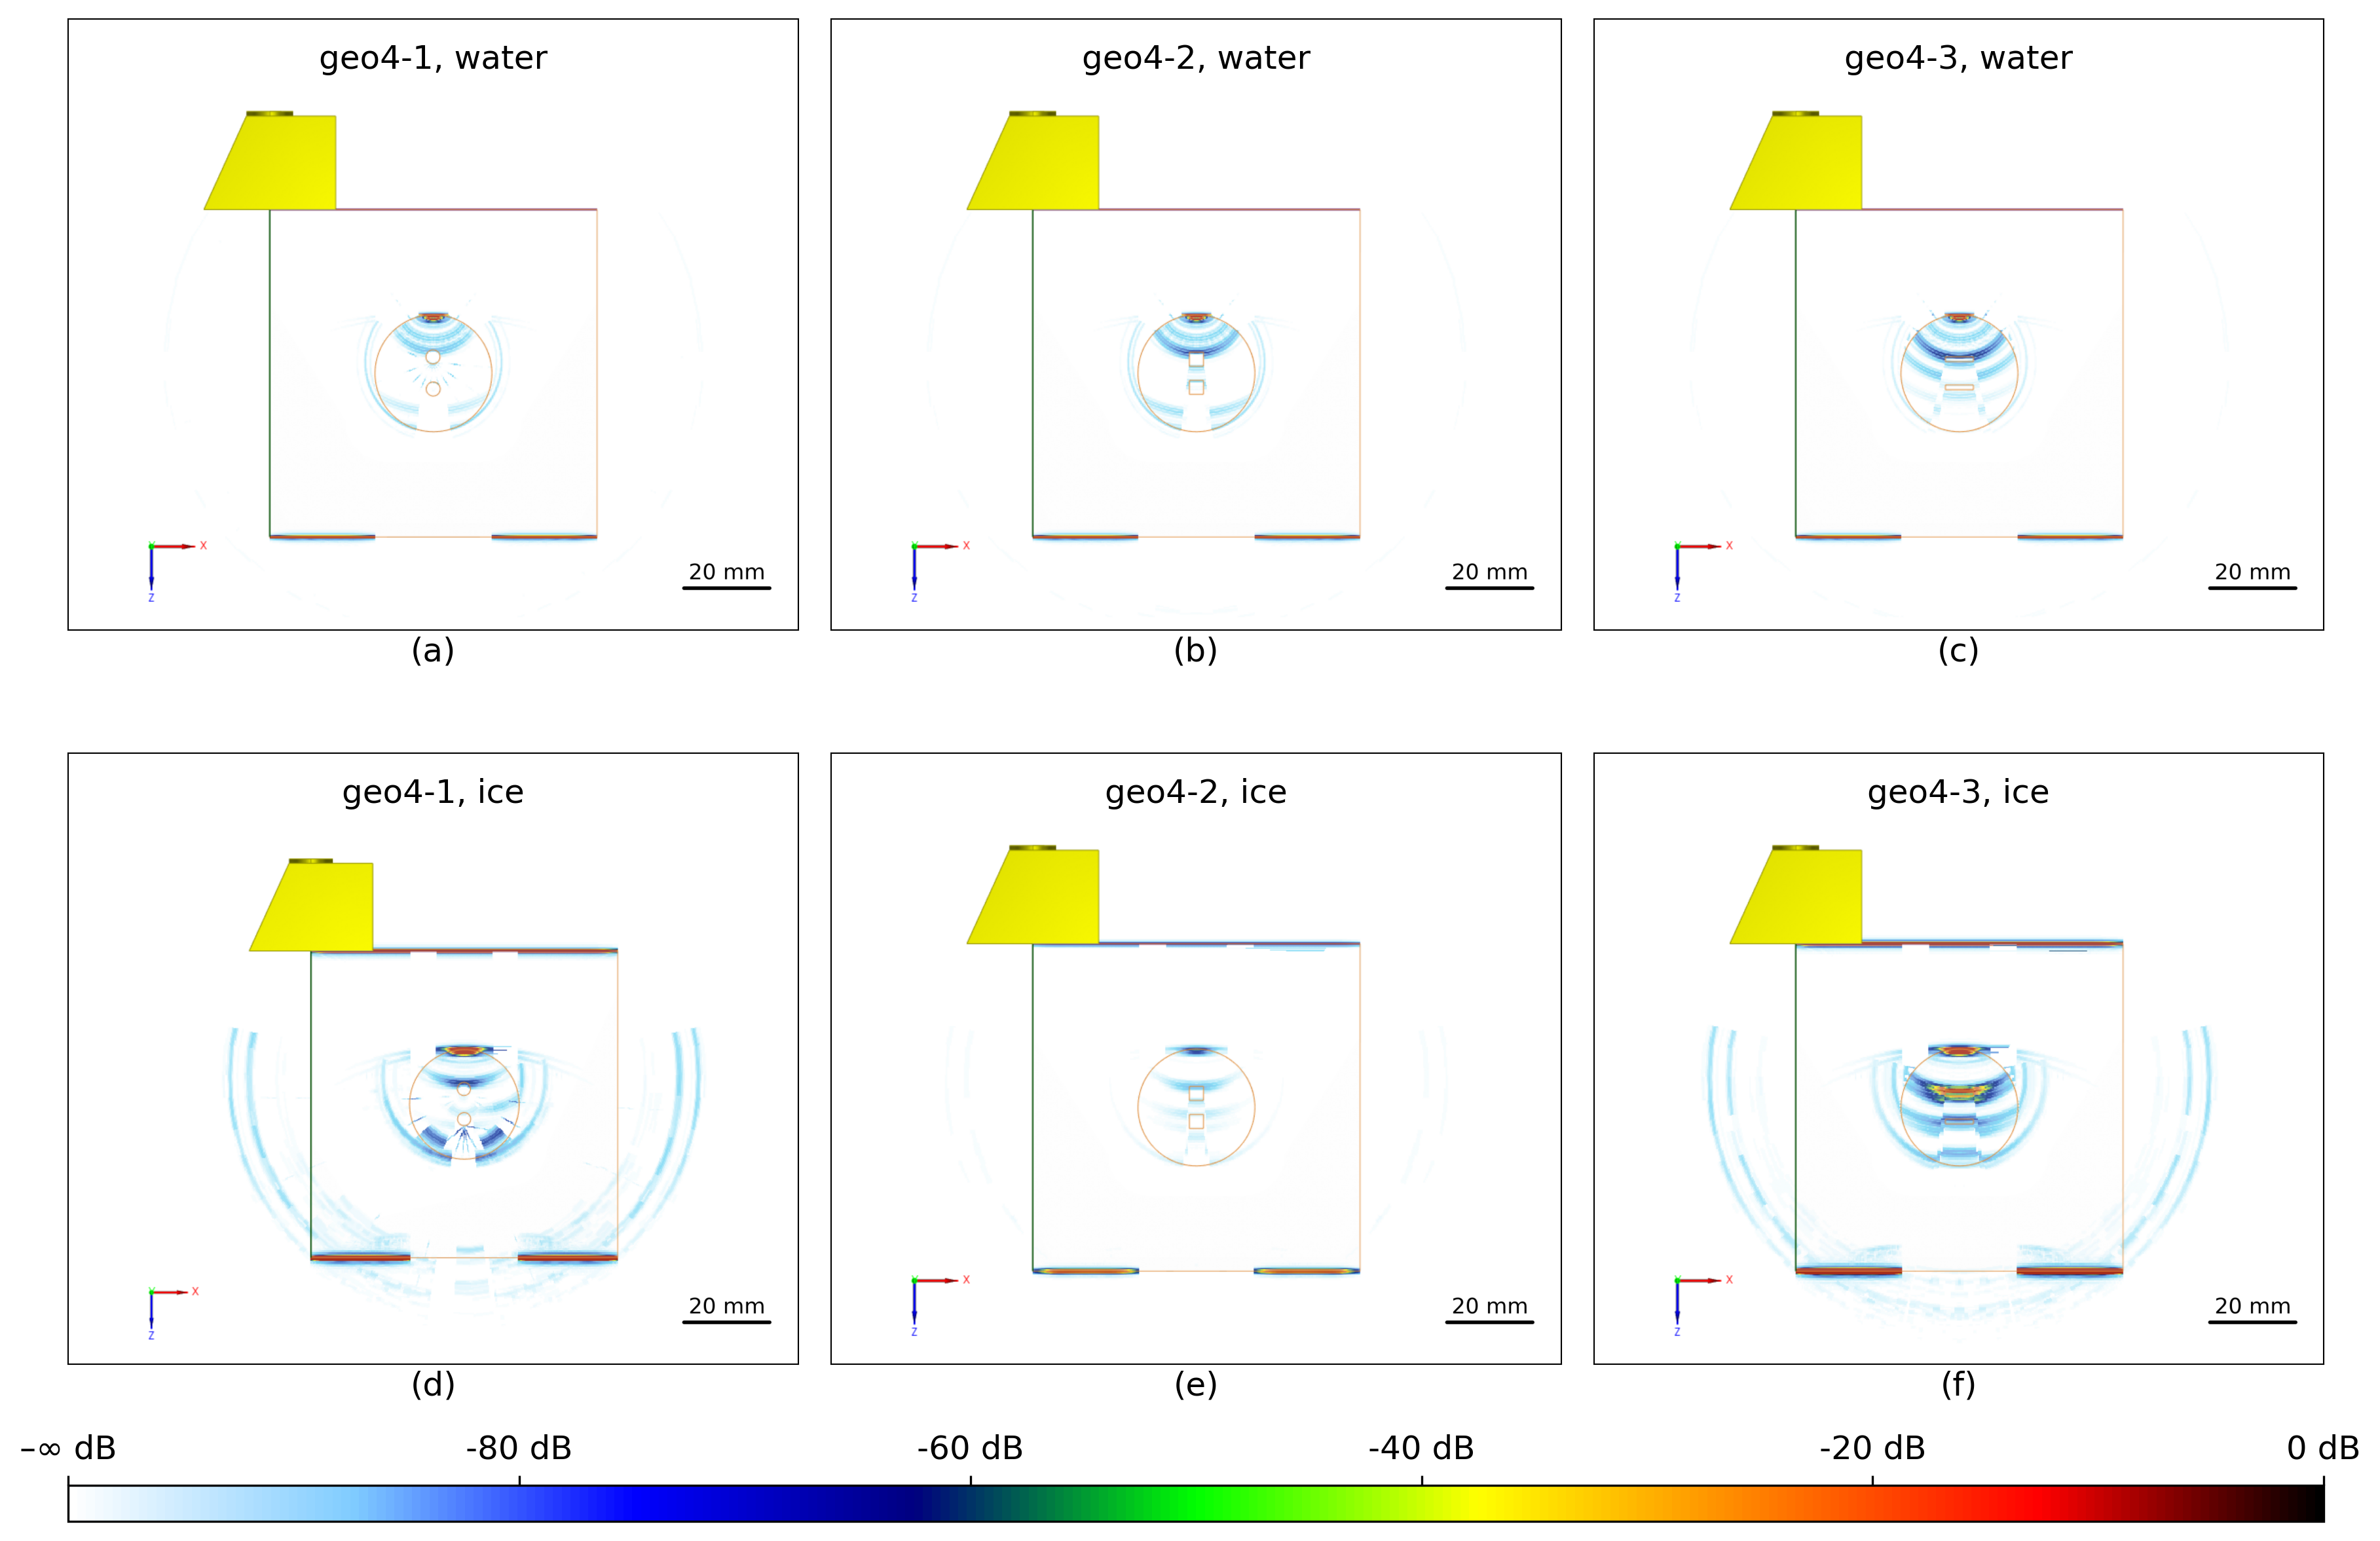 geo4-1, water
geo4-2, water
geo4-3, water
X
Z
20 mm
X
Z
20 mm
X
Z
20 mm
(a)
(b)
(c)
geo4-1, ice
geo4-2, ice
geo4-3, ice
X
Z
20 mm
X
Z
20 mm
X
Z
20 mm
(d)
(e)
(f)
–∞ dB
-80 dB
-60 dB
-40 dB
-20 dB
0 dB